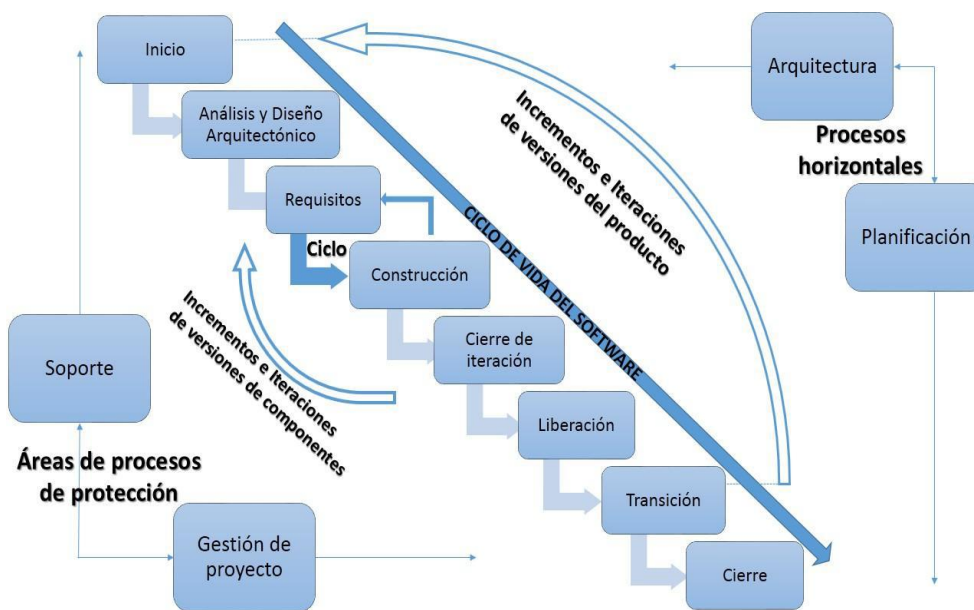 Inicio
Análisis y Diseño
Arquitectónico
Requisitos
Ciclo
Construcción
Cierre de
iteración
Liberación
Transición
Cierre
CICLO DE VIDA DEL SOFTWARE
Incrementos e Iteraciones
de versiones del producto
Incrementos e Iteraciones
de versiones de componentes
Arquitectura
Procesos
horizontales
Planificación
Soporte
Áreas de procesos
de protección
Gestión de
proyecto